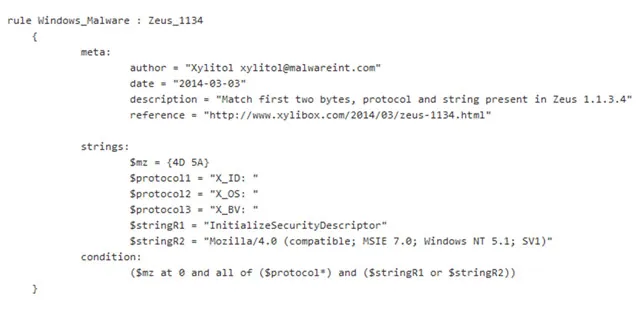 rule Windows_Malware : Zeus_1134
{
meta:
author = "Xylitol xylitol@malwareint.com"
date = "2014-03-03"
description = "Match first two bytes, protocol and string present in Zeus 1.1.3.4"
reference = "http://www.xylibox.com/2014/03/zeus-1134.html"
strings:
$mz = {4D 5A}
$protocol1 = "X_ID: "
$protocol2 = "X_OS: "
$protocol3 = "X_BV: "
$stringR1 = "InitializeSecurityDescriptor"
$stringR2 = "Mozilla/4.0 (compatible; MSIE 7.0; Windows NT 5.1; SV1)"
condition:
($mz at 0 and all of ($protocol*) and ($stringR1 or $stringR2))
}